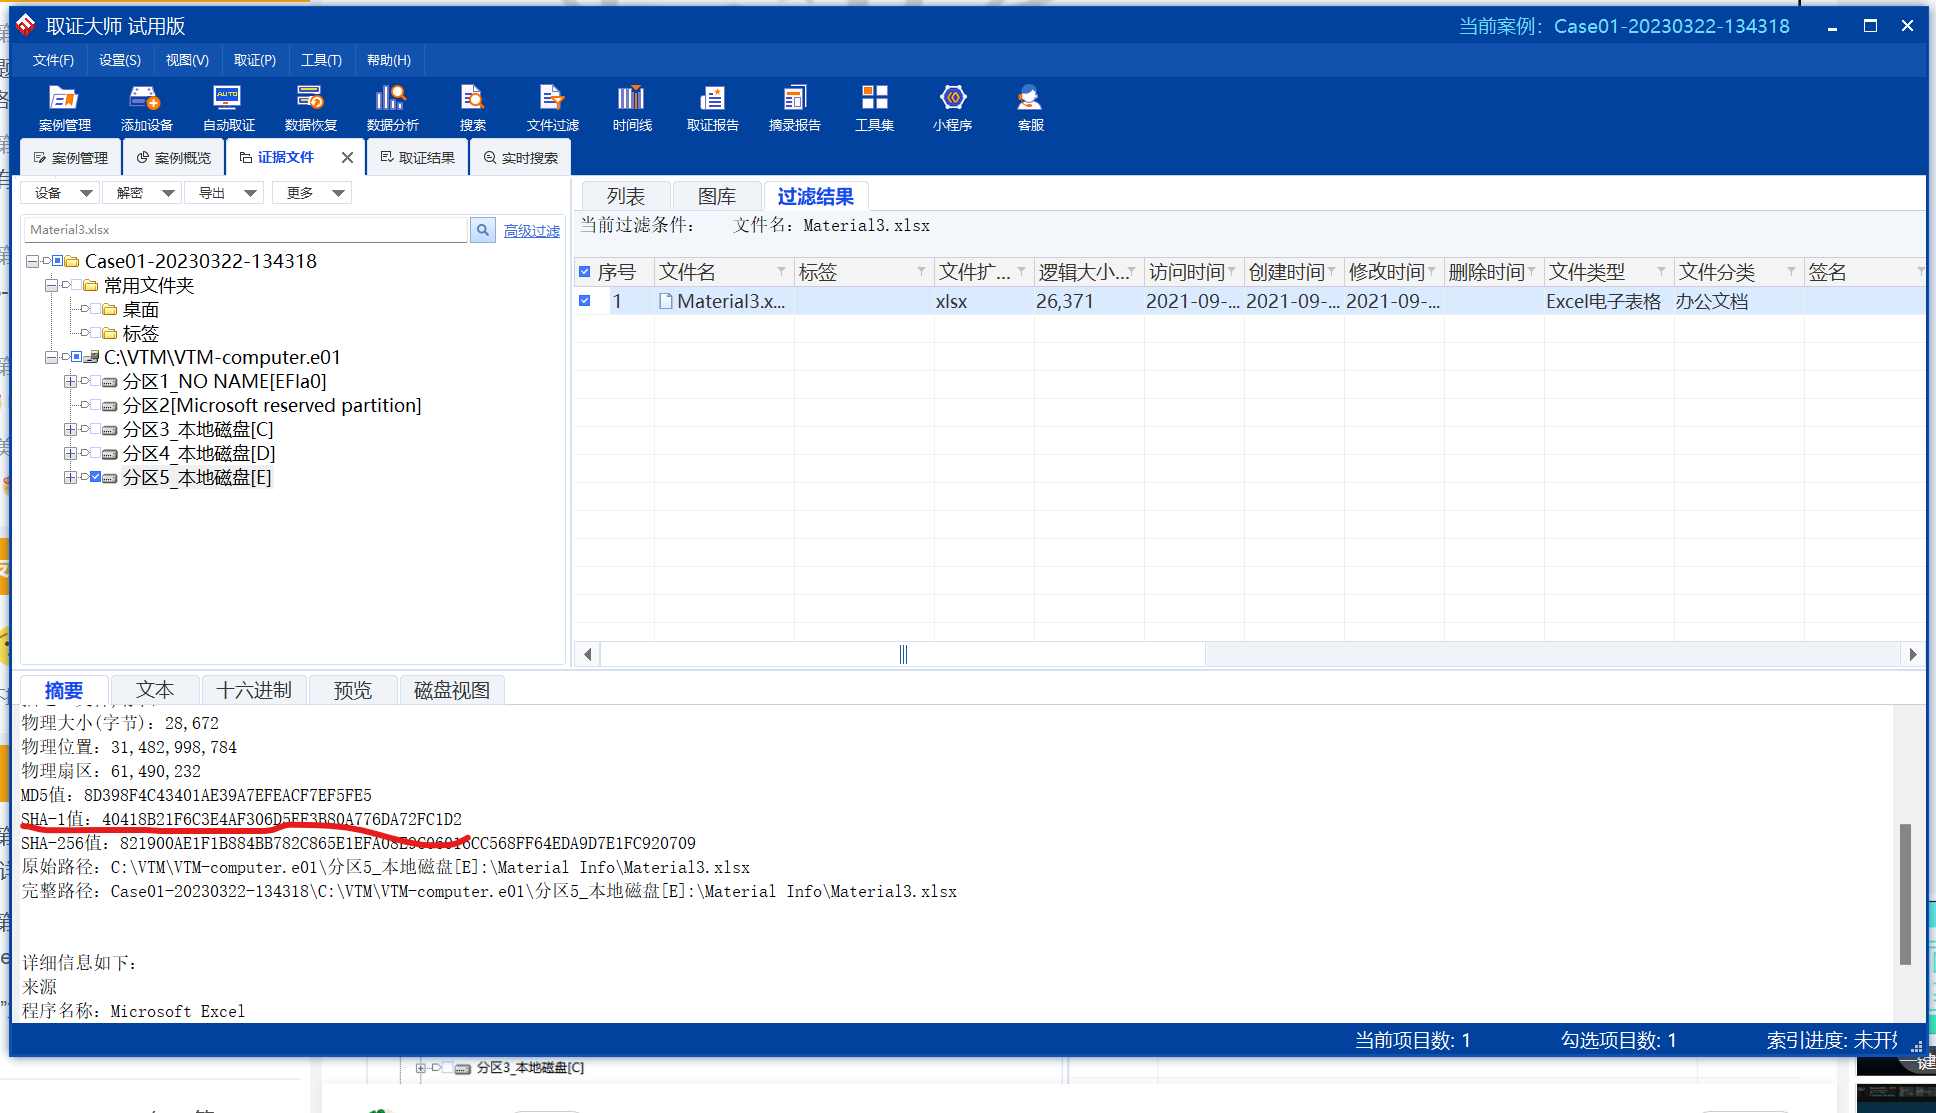 取证大师 试用版
当前案例: Case01-20230322-134318
文件(F) 设置(S) 视图(V) 取证(P) 工具(T) 帮助(H)
案例管理 添加设备 自动取证 数据恢复 数据分析 搜索 文件过滤 时间线 取证报告 摘录报告 工具集 小程序 客服
案例管理 案例概览 证据文件 取证结果 实时搜索
设备 解密 导出 更多
Material3.xlsx 高级过滤
Case01-20230322-134318
常用文件夹
桌面
标签
C:\VTM\VTM-computer.e01
分区1_NO NAME[EFIa0]
分区2[Microsoft reserved partition]
分区3_本地磁盘[C]
分区4_本地磁盘[D]
分区5_本地磁盘[E]
列表 图库 过滤结果
当前过滤条件: 文件名: Material3.xlsx
序号 文件名 标签 文件扩... 逻辑大小... 访问时间 创建时间 修改时间 删除时间 文件类型 文件分类 签名
1 Material3.x... xlsx 26,371 2021-09-... 2021-09-... 2021-09-... Excel电子表格 办公文档
摘要 文本 十六进制 预览 磁盘视图
物理大小(字节): 28,672
物理位置: 31,482,998,784
物理扇区: 61,490,232
MD5值: 8D398F4C43401AE39A7EFEACF7EF5FE5
SHA-1值: 40418B21F6C3E4AF306D5EF3B80A776DA72FC1D2
SHA-256值: 821900AE1F1B884BB782C865E1EFA08E9C06016CC568FF64EDA9D7E1FC920709
原始路径: C:\VTM\VTM-computer.e01\分区5_本地磁盘[E]:\Material Info\Material3.xlsx
完整路径: Case01-20230322-134318\C:\VTM\VTM-computer.e01\分区5_本地磁盘[E]:\Material Info\Material3.xlsx
详细信息如下:
来源
程序名称: Microsoft Excel
当前项目数: 1 勾选项目数: 1 索引进度: 未开
分区3_本地磁盘[C]